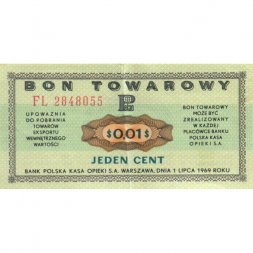 BON TOWAROWY
FL 2848055
UPOWAŻNIA
DO POBRANIA
TOWARÓW
EKSPORTU
WEWNĘTRZNEGO
WARTOŚCI
PeKaO
$0,01$
BON TOWAROWY
MOŻE BYĆ
ZREALIZOWANY
W KAŻDEJ
PLACÓWCE BANKU
POLSKA KASA
OPIEKI S.A.
JEDEN CENT
BANK POLSKA KASA OPIEKI S.A. WARSZAWA, DNIA 1 LIPCA 1969 ROKU